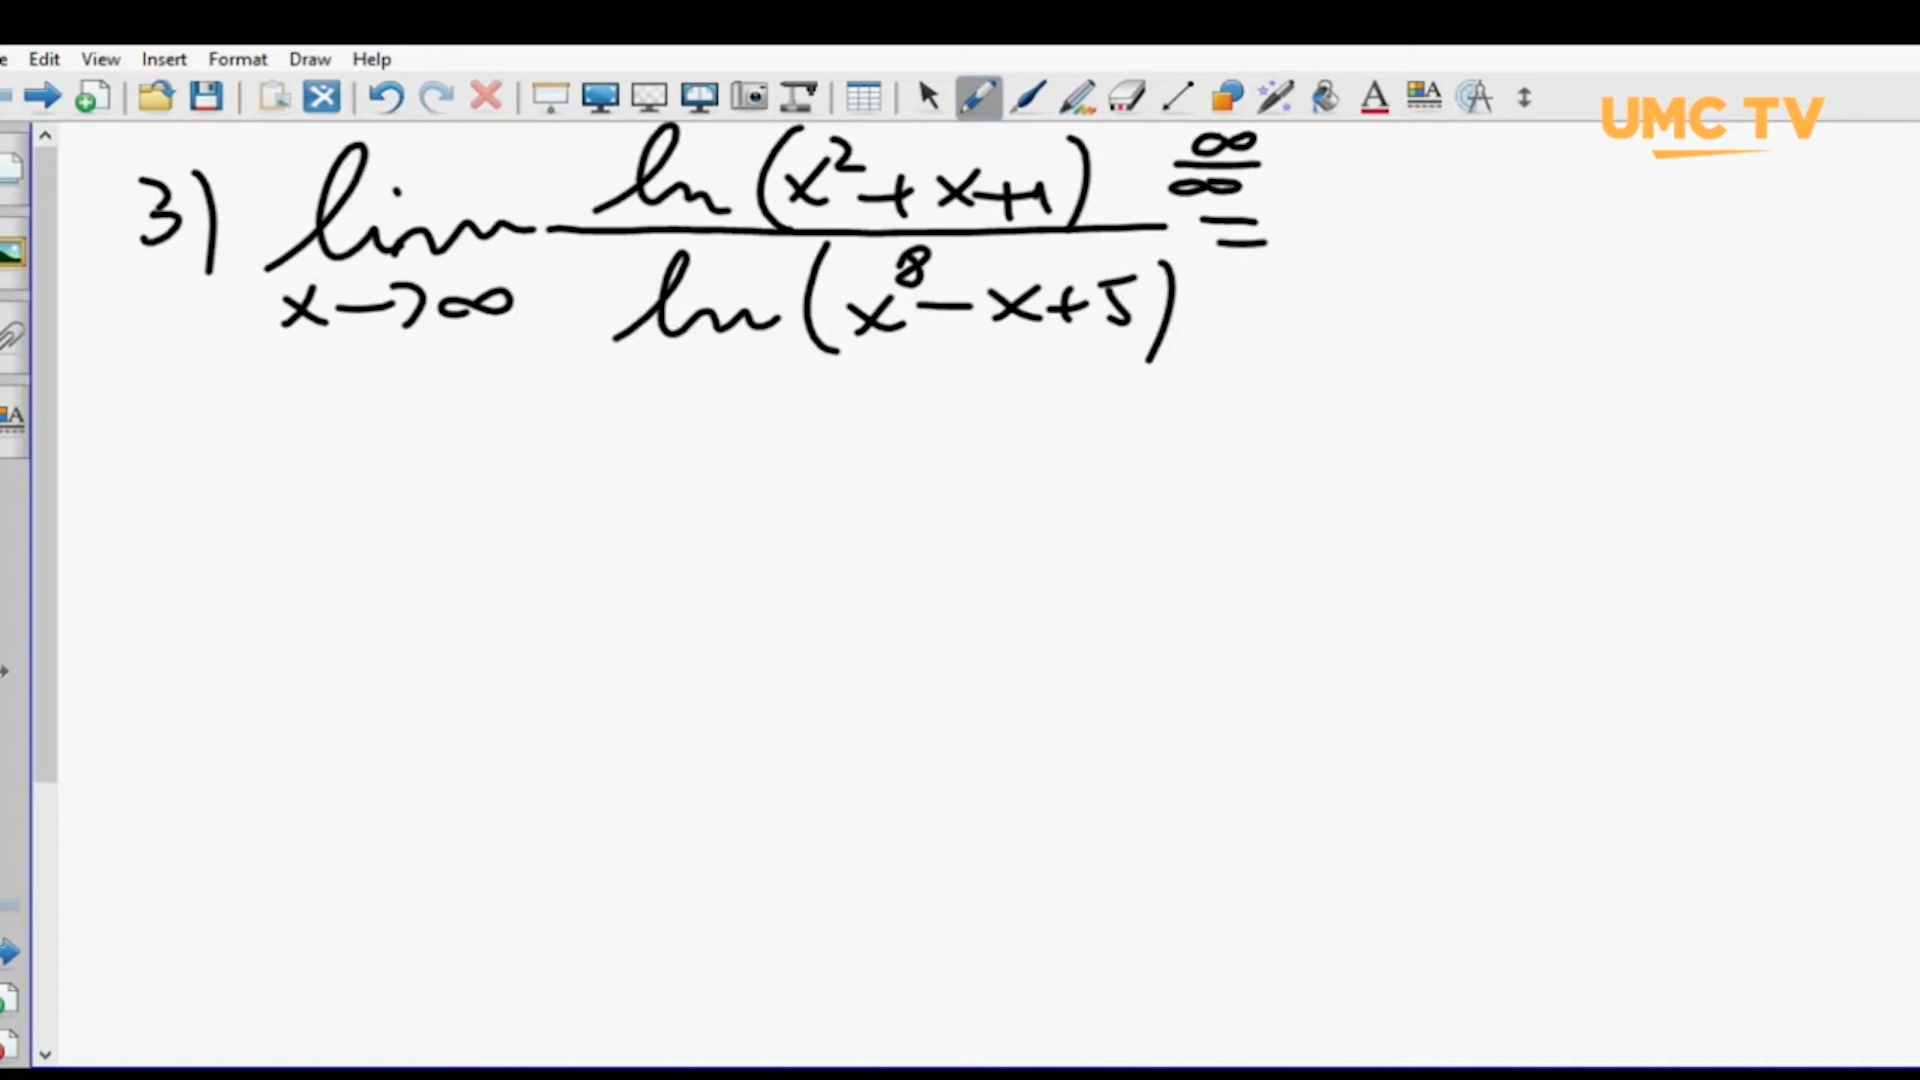 e Edit View Insert Format Draw Help
UMC TV
3) lim x→∞ ln(x²+x+1) / ln(x⁸−x+5) ∞/∞ =